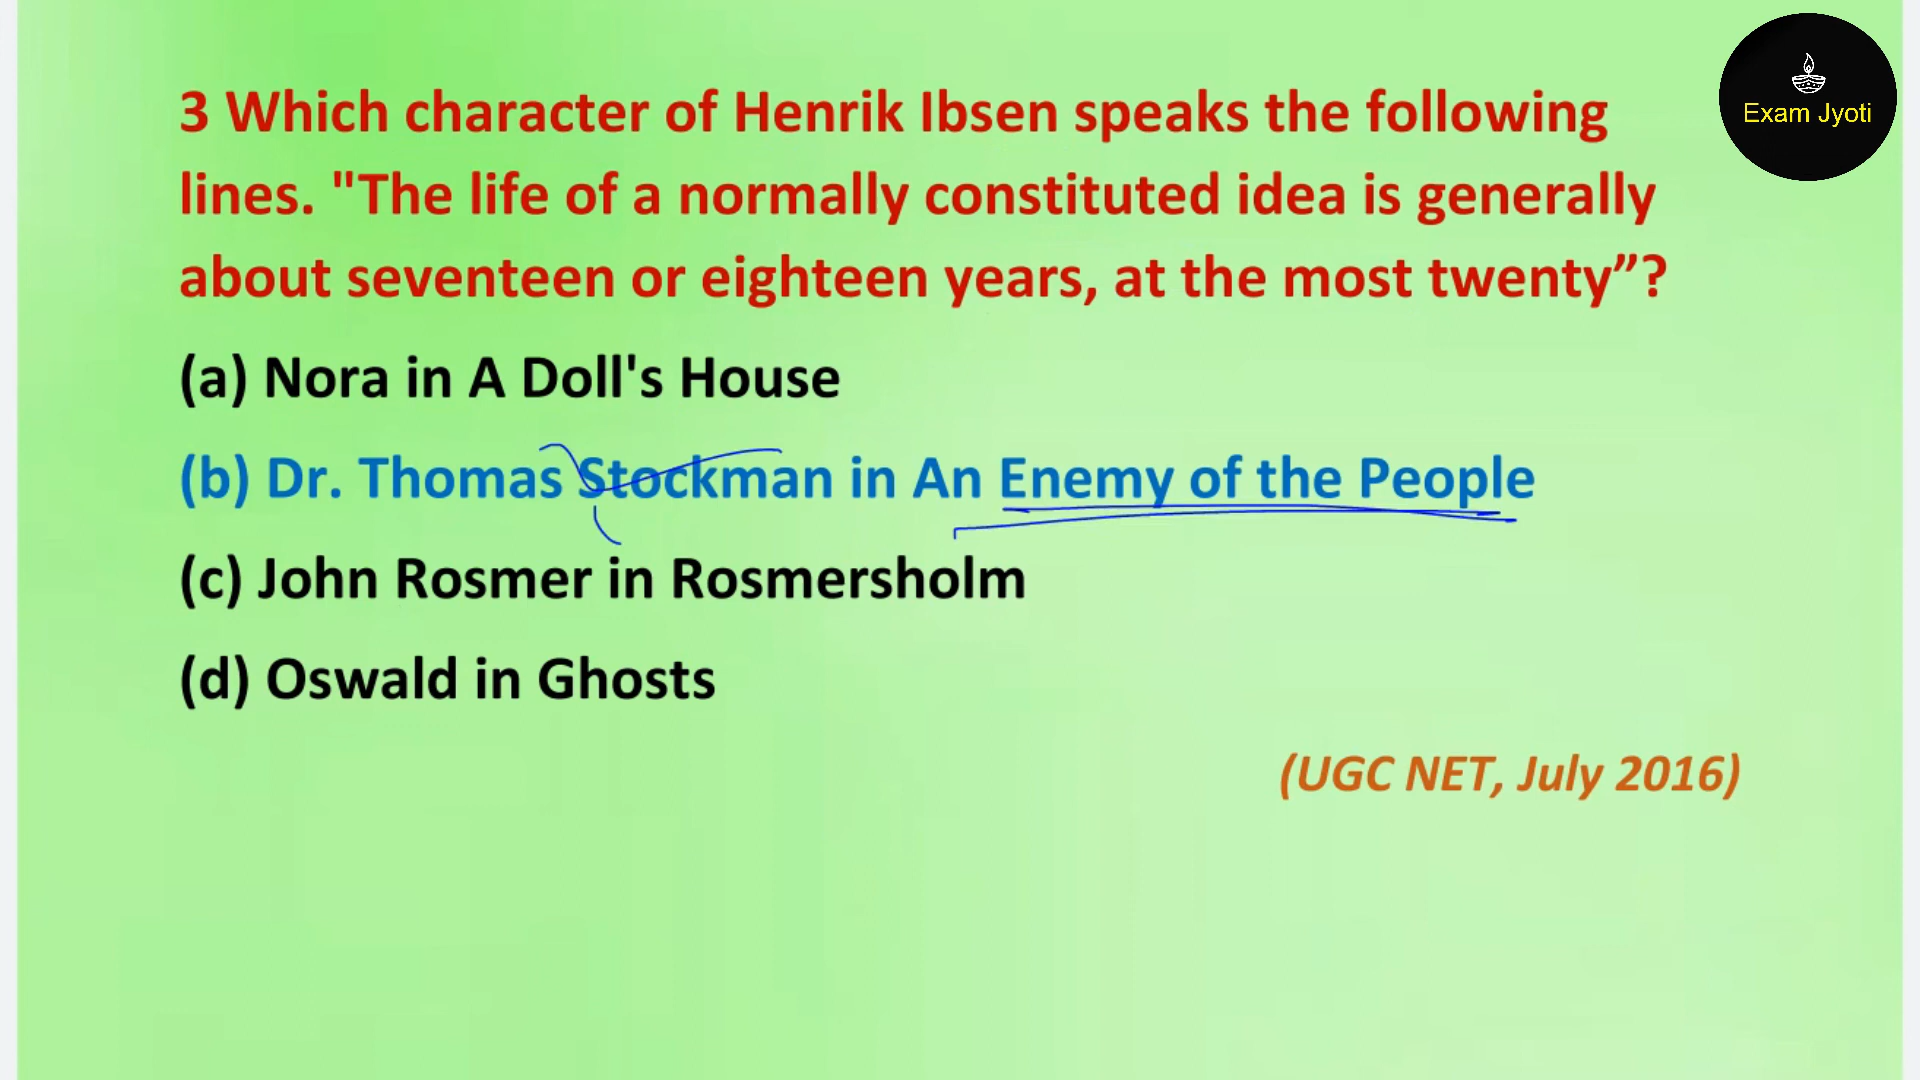 Exam Jyoti
3 Which character of Henrik Ibsen speaks the following
lines. "The life of a normally constituted idea is generally
about seventeen or eighteen years, at the most twenty”?
(a) Nora in A Doll's House
(b) Dr. Thomas Stockman in An Enemy of the People
(c) John Rosmer in Rosmersholm
(d) Oswald in Ghosts
(UGC NET, July 2016)